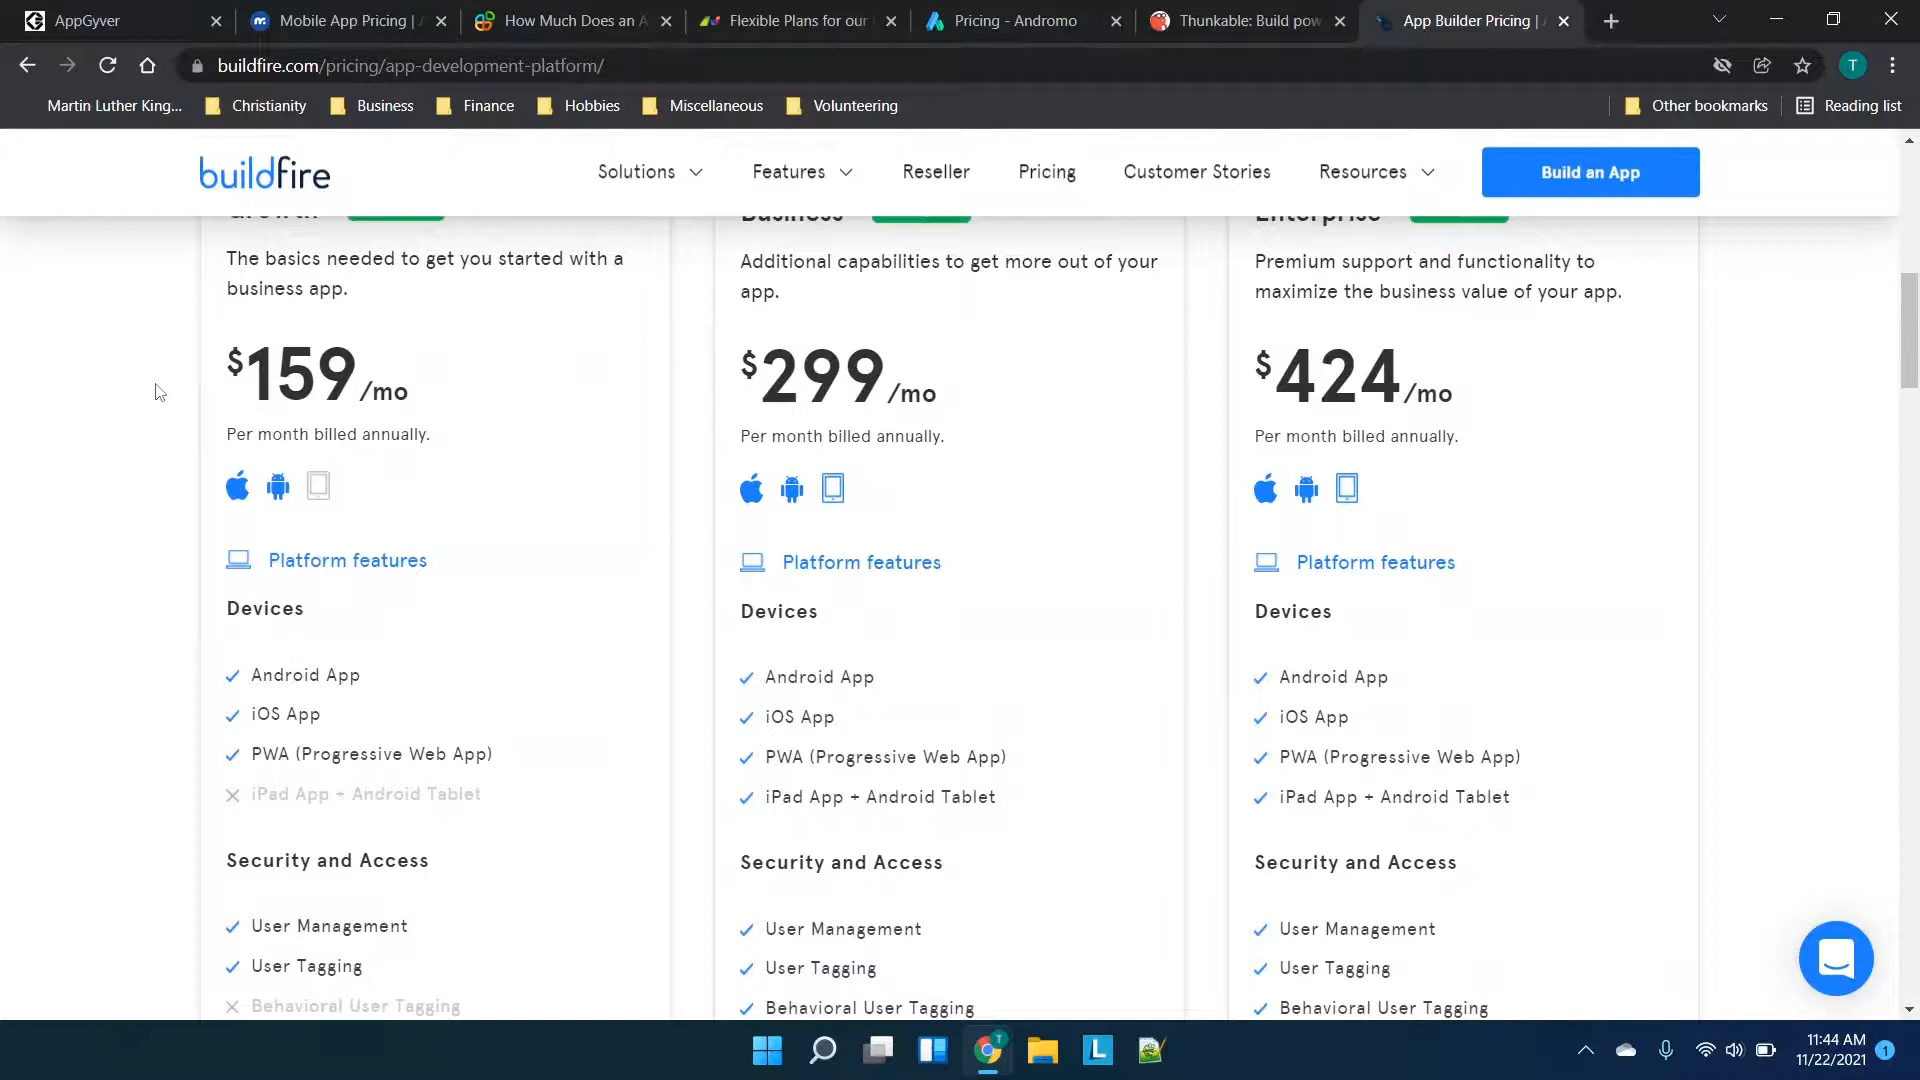 AppGyver
Mobile App Pricing |
How Much Does an A
Flexible Plans for our
Pricing - Andromo
Thunkable: Build pow
App Builder Pricing |
buildfire.com/pricing/app-development-platform/
T
Martin Luther King...
Christianity
Business
Finance
Hobbies
Miscellaneous
Volunteering
Other bookmarks
Reading list
buildfire
Solutions
Features
Reseller
Pricing
Customer Stories
Resources
Build an App
Growth
Business
Enterprise
The basics needed to get you started with a
business app.
$159/mo
Per month billed annually.
Platform features
Devices
Android App
iOS App
PWA (Progressive Web App)
iPad App + Android Tablet
Security and Access
User Management
User Tagging
Behavioral User Tagging
Additional capabilities to get more out of your
app.
$299/mo
Per month billed annually.
Platform features
Devices
Android App
iOS App
PWA (Progressive Web App)
iPad App + Android Tablet
Security and Access
User Management
User Tagging
Behavioral User Tagging
Premium support and functionality to
maximize the business value of your app.
$424/mo
Per month billed annually.
Platform features
Devices
Android App
iOS App
PWA (Progressive Web App)
iPad App + Android Tablet
Security and Access
User Management
User Tagging
Behavioral User Tagging
T
L
11:44 AM
11/22/2021
1